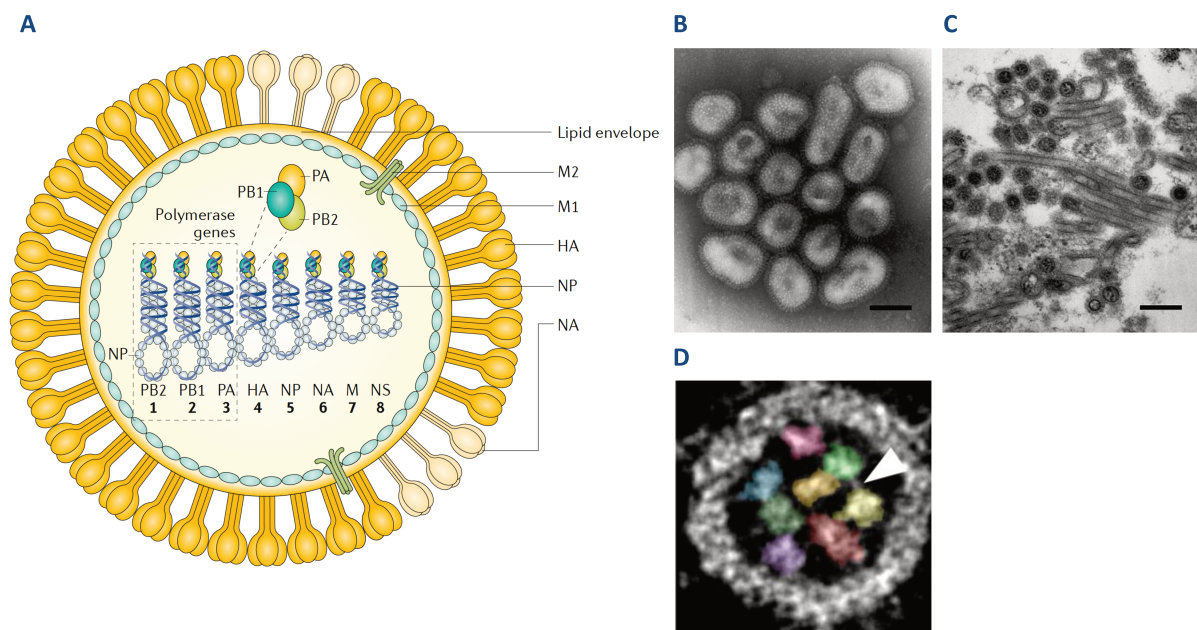 A
B
C
Lipid envelope
M2
M1
HA
NP
NA
PA
PB1
PB2
Polymerase
genes
NP
PB2 PB1 PA HA NP NA M NS
1 2 3 4 5 6 7 8
D